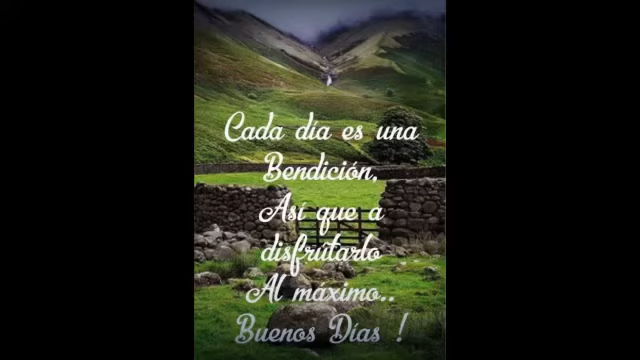 Cada día es una
Bendición,
Así que a
disfrutarlo
Al máximo..
Buenos Días !